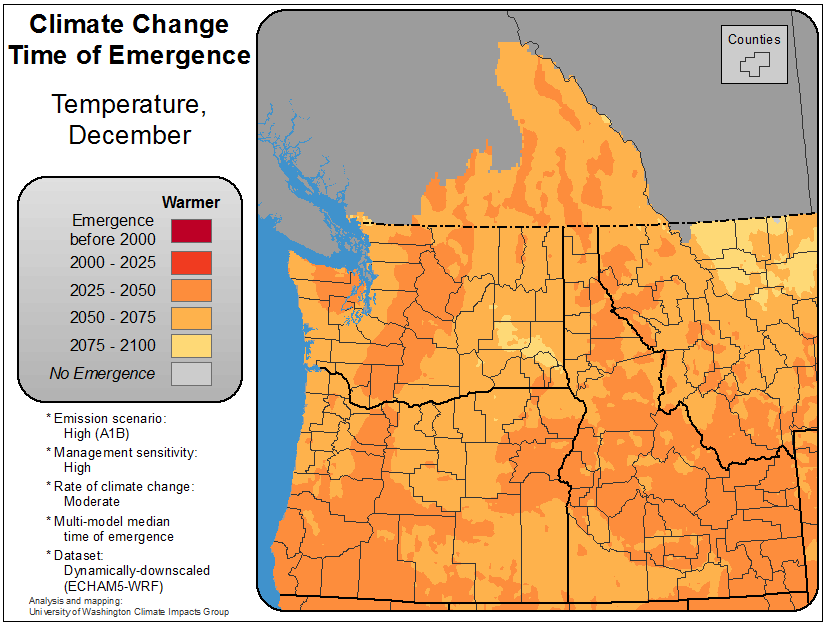 Climate Change
Time of Emergence
Temperature,
December
Warmer
Emergence
before 2000
2000 - 2025
2025 - 2050
2050 - 2075
2075 - 2100
No Emergence
* Emission scenario:
High (A1B)
* Management sensitivity:
High
* Rate of climate change:
Moderate
* Multi-model median
time of emergence
* Dataset:
Dynamically-downscaled
(ECHAM5-WRF)
Analysis and mapping:
University of Washington Climate Impacts Group
Counties